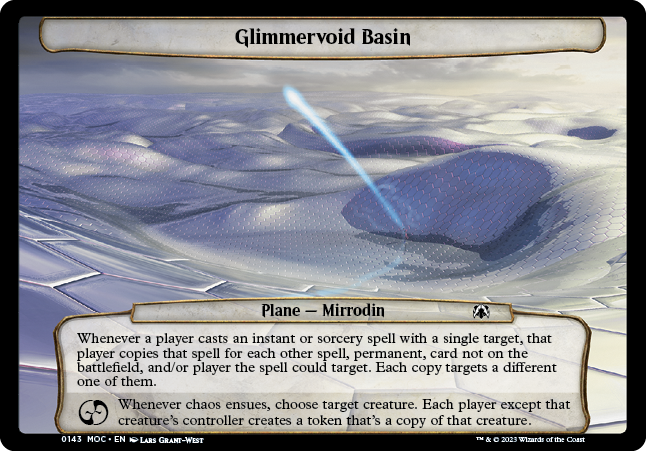 Glimmervoid Basin
Plane — Mirrodin
Whenever a player casts an instant or sorcery spell with a single target, that
player copies that spell for each other spell, permanent, card not on the
battlefield, and/or player the spell could target. Each copy targets a different
one of them.
Whenever chaos ensues, choose target creature. Each player except that
creature's controller creates a token that's a copy of that creature.
0143 MOC • EN Lars Grant-West ™ & © 2023 Wizards of the Coast